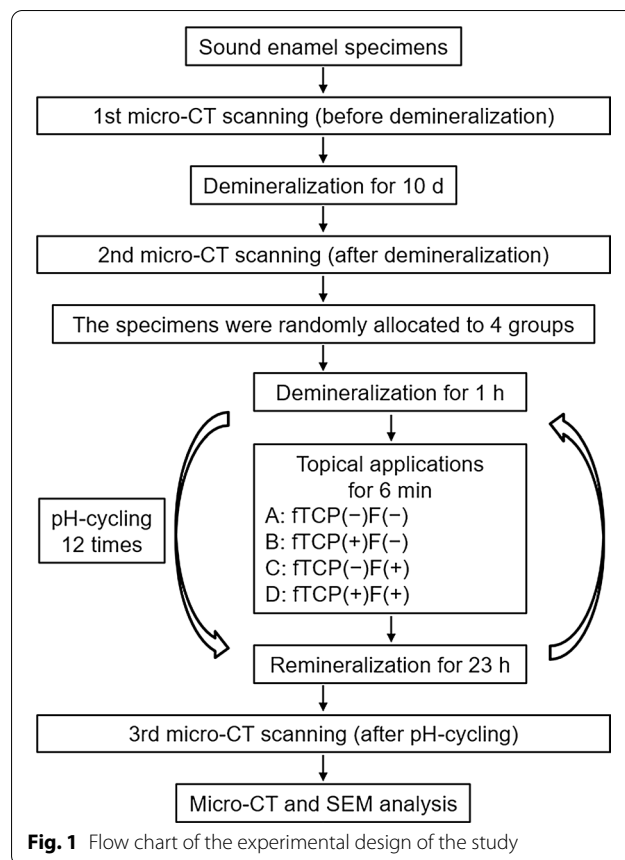 Sound enamel specimens
1st micro-CT scanning (before demineralization)
Demineralization for 10 d
2nd micro-CT scanning (after demineralization)
The specimens were randomly allocated to 4 groups
Demineralization for 1 h
Topical applications
for 6 min
A: fTCP(−)F(−)
B: fTCP(+)F(−)
C: fTCP(−)F(+)
D: fTCP(+)F(+)
pH-cycling
12 times
Remineralization for 23 h
3rd micro-CT scanning (after pH-cycling)
Micro-CT and SEM analysis
Fig. 1 Flow chart of the experimental design of the study